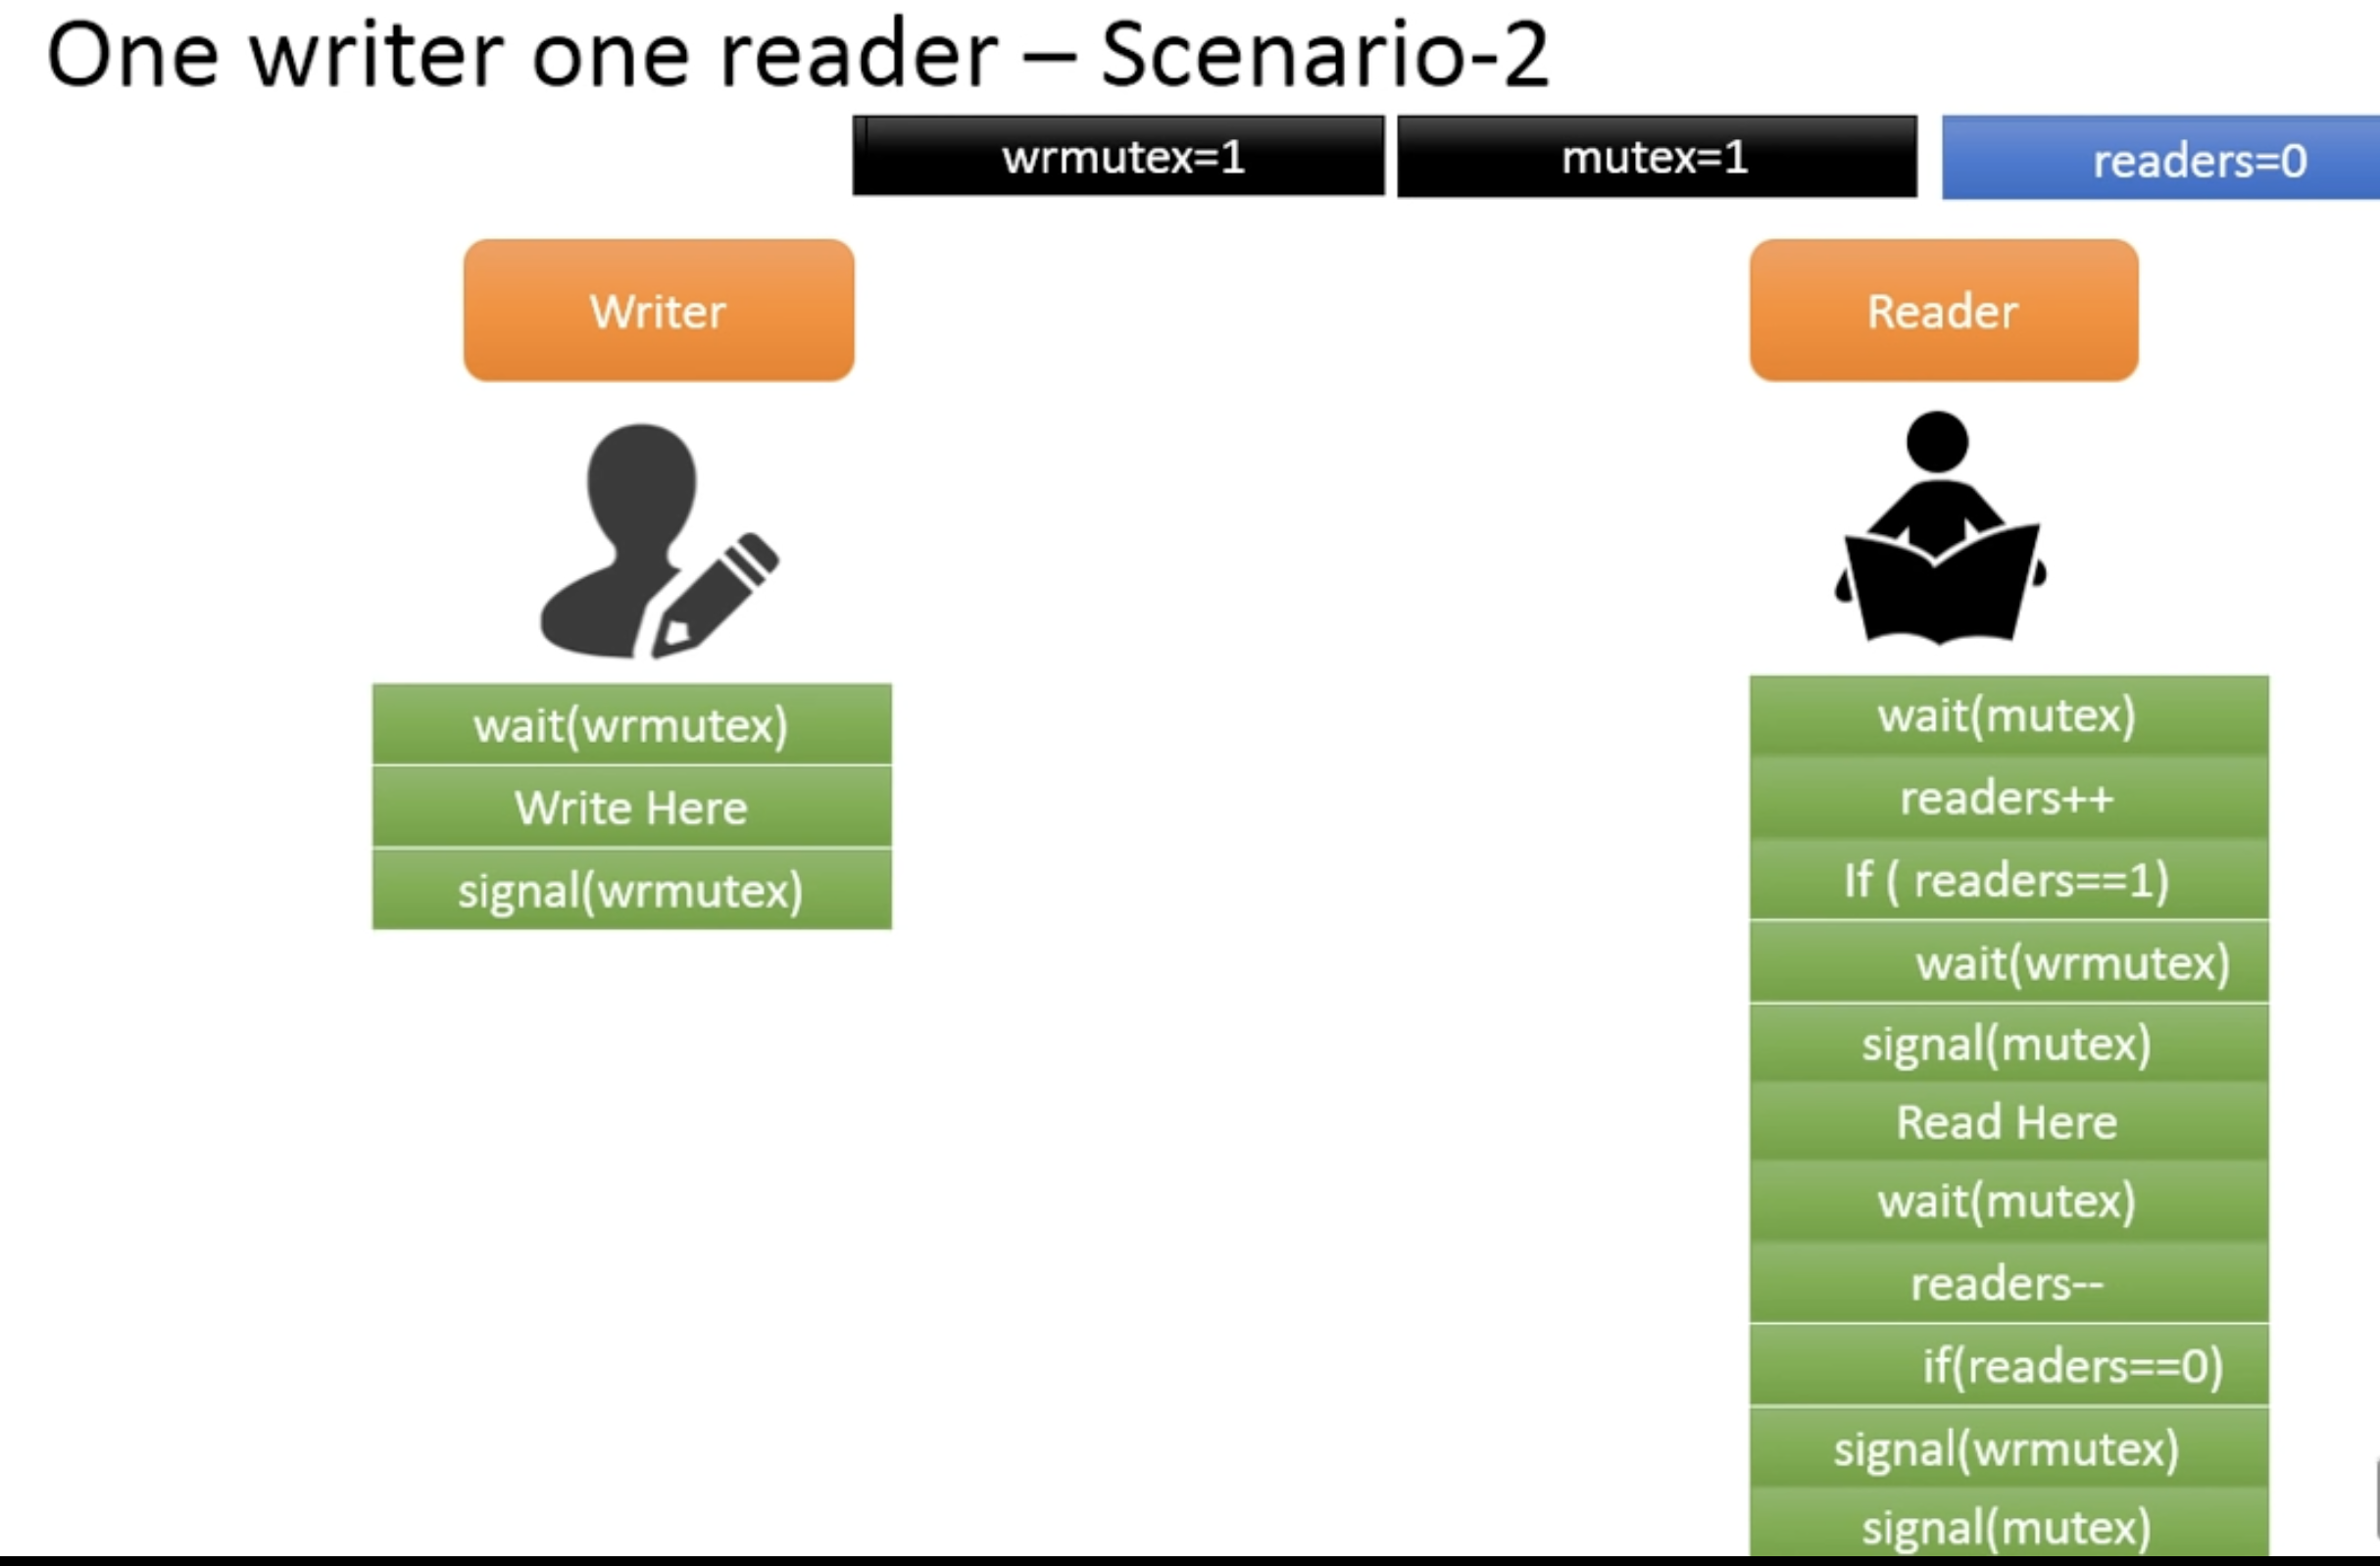 One writer one reader – Scenario-2
wrmutex=1
mutex=1
readers=0
Writer
Reader
wait(wrmutex)
Write Here
signal(wrmutex)
wait(mutex)
readers++
If ( readers==1)
wait(wrmutex)
signal(mutex)
Read Here
wait(mutex)
readers--
if(readers==0)
signal(wrmutex)
signal(mutex)